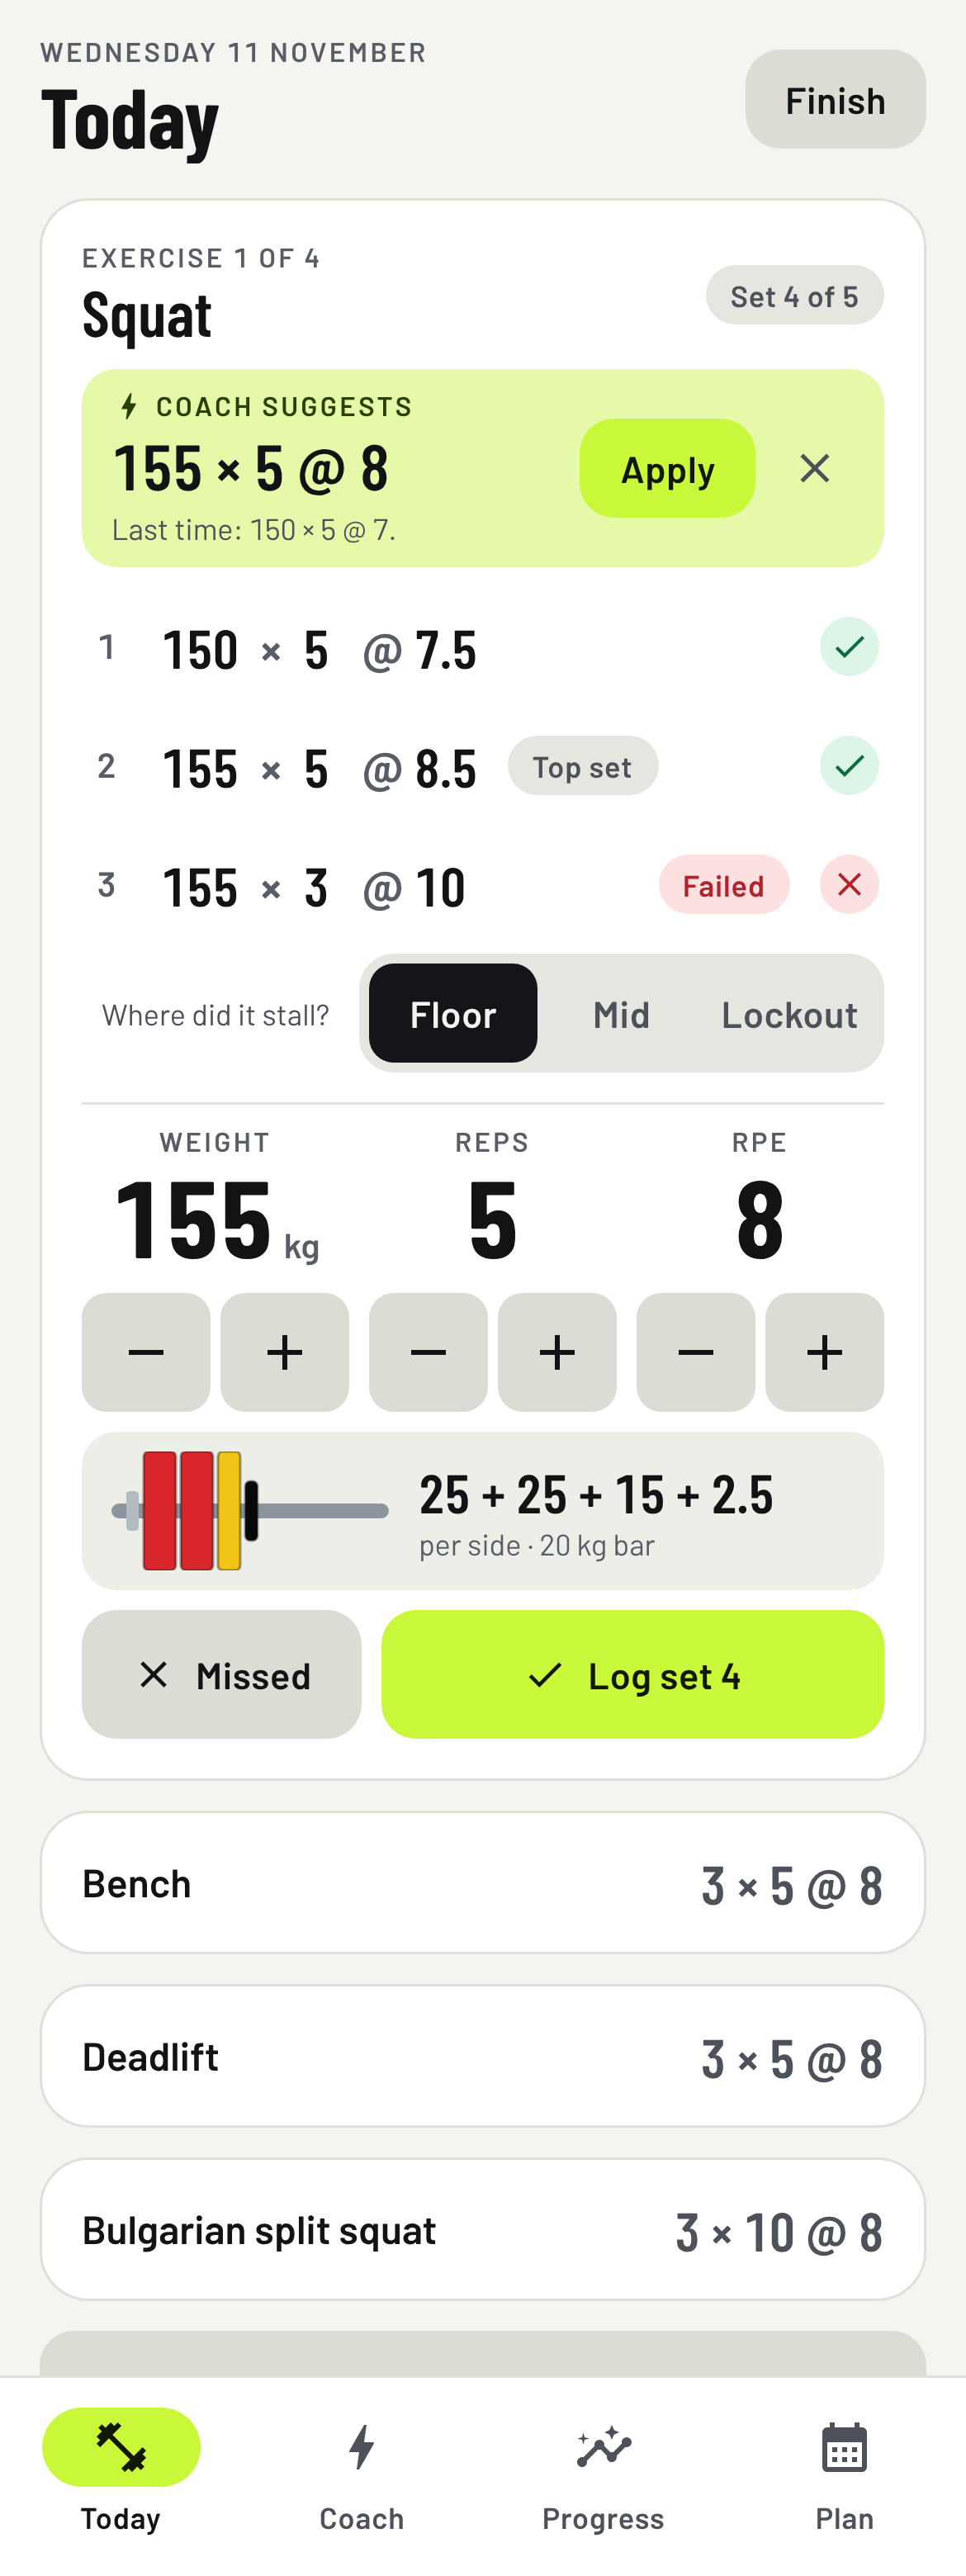 WEDNESDAY 11 NOVEMBER
Today
Finish
EXERCISE 1 OF 4
Squat
Set 4 of 5
COACH SUGGESTS
155 × 5 @ 8
Last time: 150 × 5 @ 7.
Apply
1 150 × 5 @ 7.5
2 155 × 5 @ 8.5 Top set
3 155 × 3 @ 10 Failed
Where did it stall? Floor Mid Lockout
WEIGHT REPS RPE
155 kg 5 8
25 + 25 + 15 + 2.5
per side · 20 kg bar
Missed Log set 4
Bench 3 × 5 @ 8
Deadlift 3 × 5 @ 8
Bulgarian split squat 3 × 10 @ 8
Today Coach Progress Plan